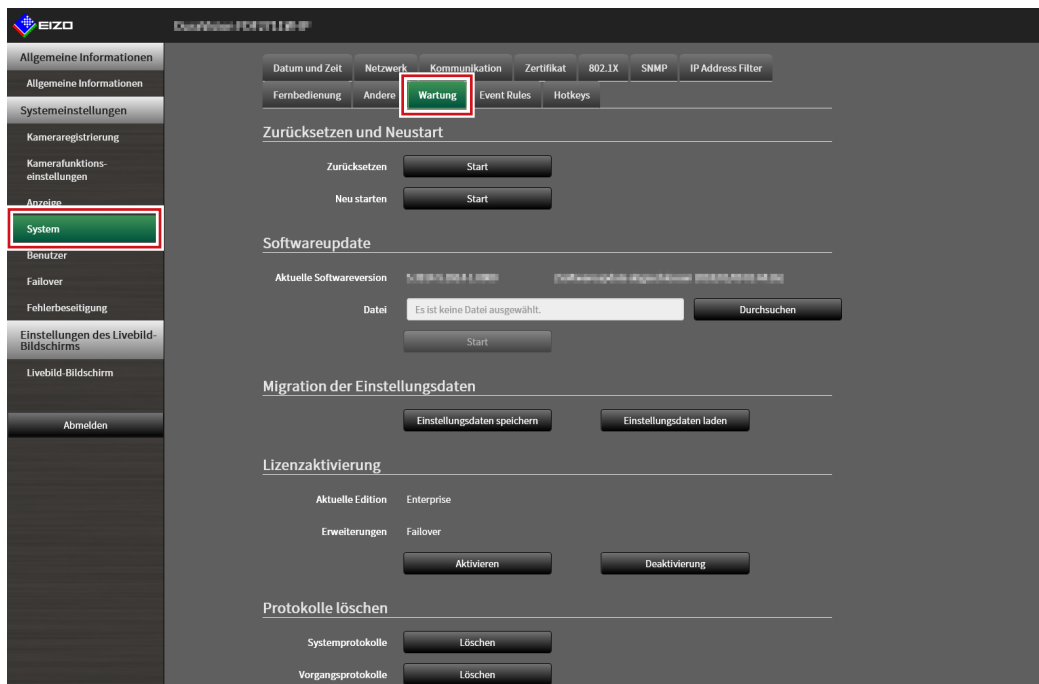 EIZO
Allgemeine Informationen
Allgemeine Informationen
Systemeinstellungen
Kameraregistrierung
Kamerafunktions-
einstellungen
Anzeige
System
Benutzer
Failover
Fehlerbeseitigung
Einstellungen des Livebild-
Bildschirms
Livebild-Bildschirm
Abmelden
Datum und Zeit Netzwerk Kommunikation Zertifikat 802.1X SNMP IP Address Filter
Fernbedienung Andere Wartung Event Rules Hotkeys
Zurücksetzen und Neustart
Zurücksetzen Start
Neu starten Start
Softwareupdate
Aktuelle Softwareversion
Datei Es ist keine Datei ausgewählt. Durchsuchen
Start
Migration der Einstellungsdaten
Einstellungsdaten speichern Einstellungsdaten laden
Lizenzaktivierung
Aktuelle Edition Enterprise
Erweiterungen Failover
Aktivieren Deaktivierung
Protokolle löschen
Systemprotokolle Löschen
Vorgangsprotokolle Löschen